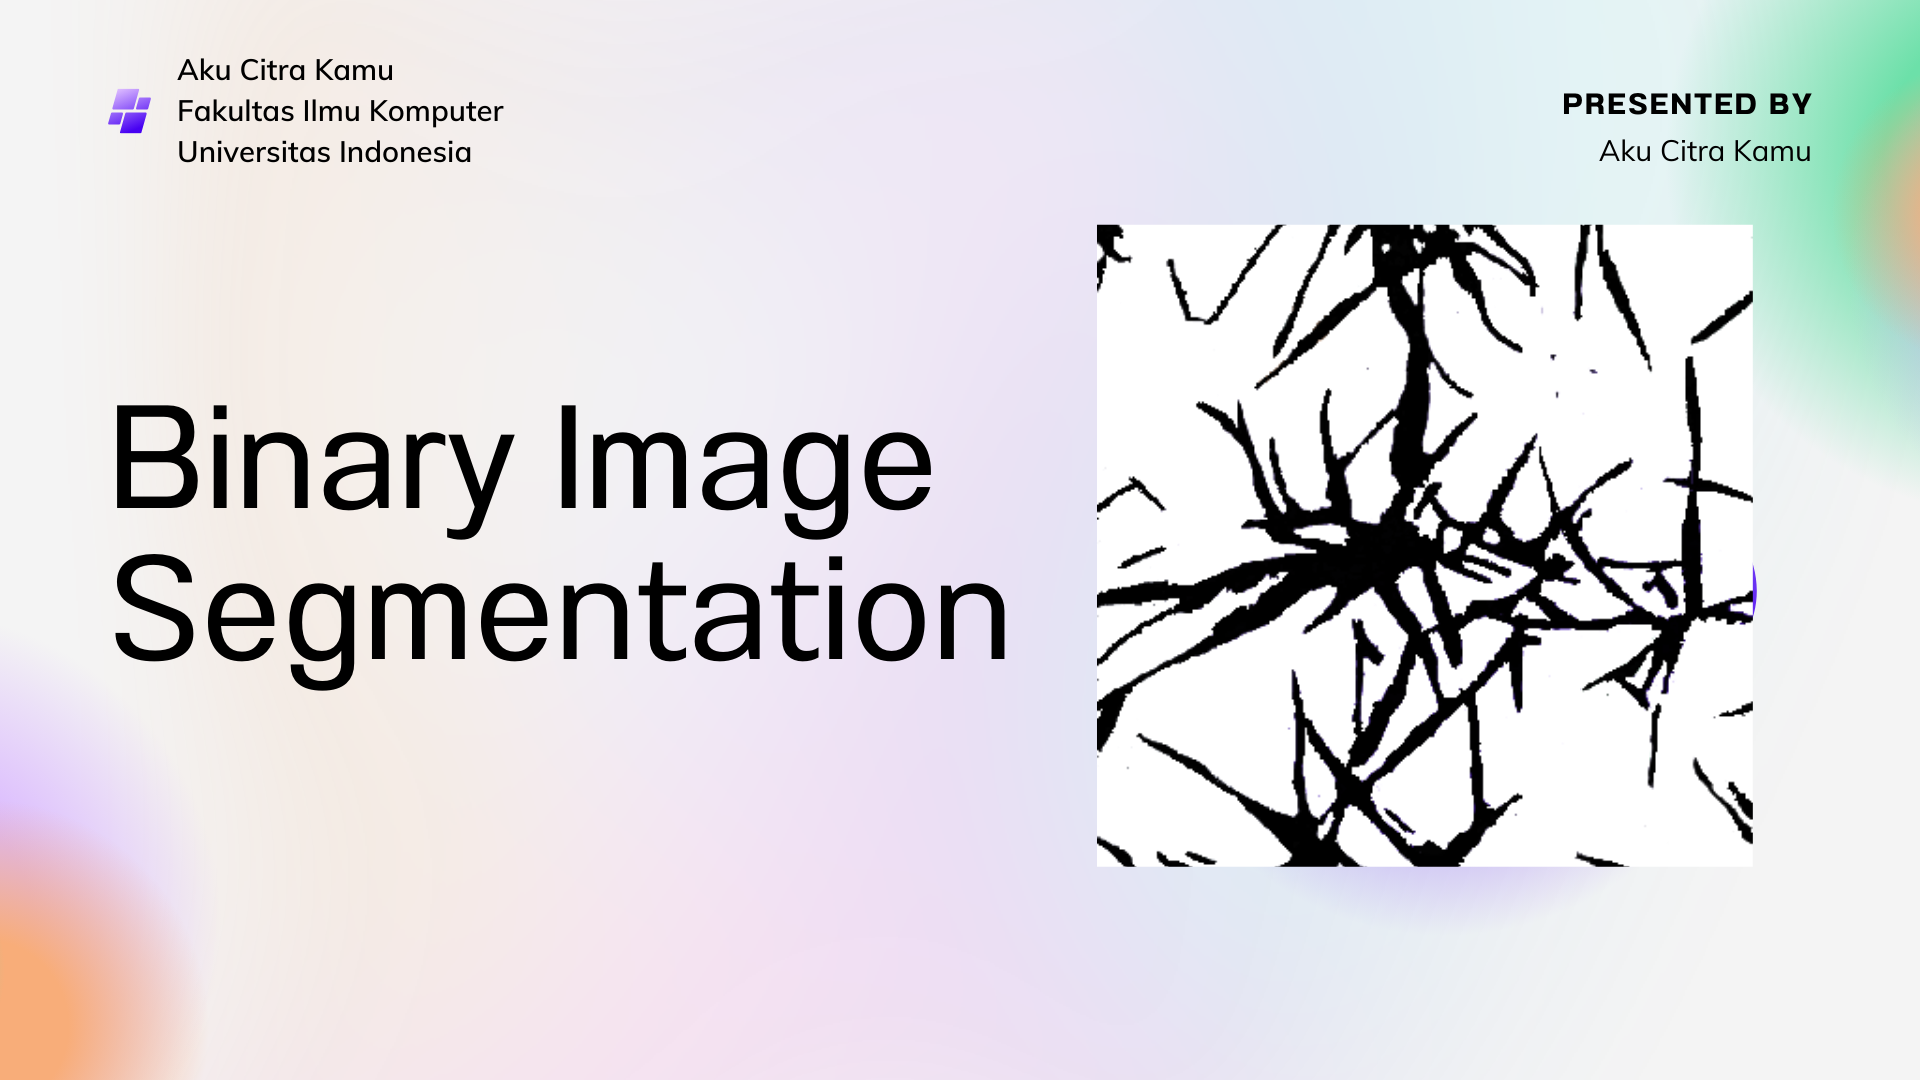 Aku Citra Kamu
Fakultas Ilmu Komputer
Universitas Indonesia
PRESENTED BY
Aku Citra Kamu
Binary Image
Segmentation